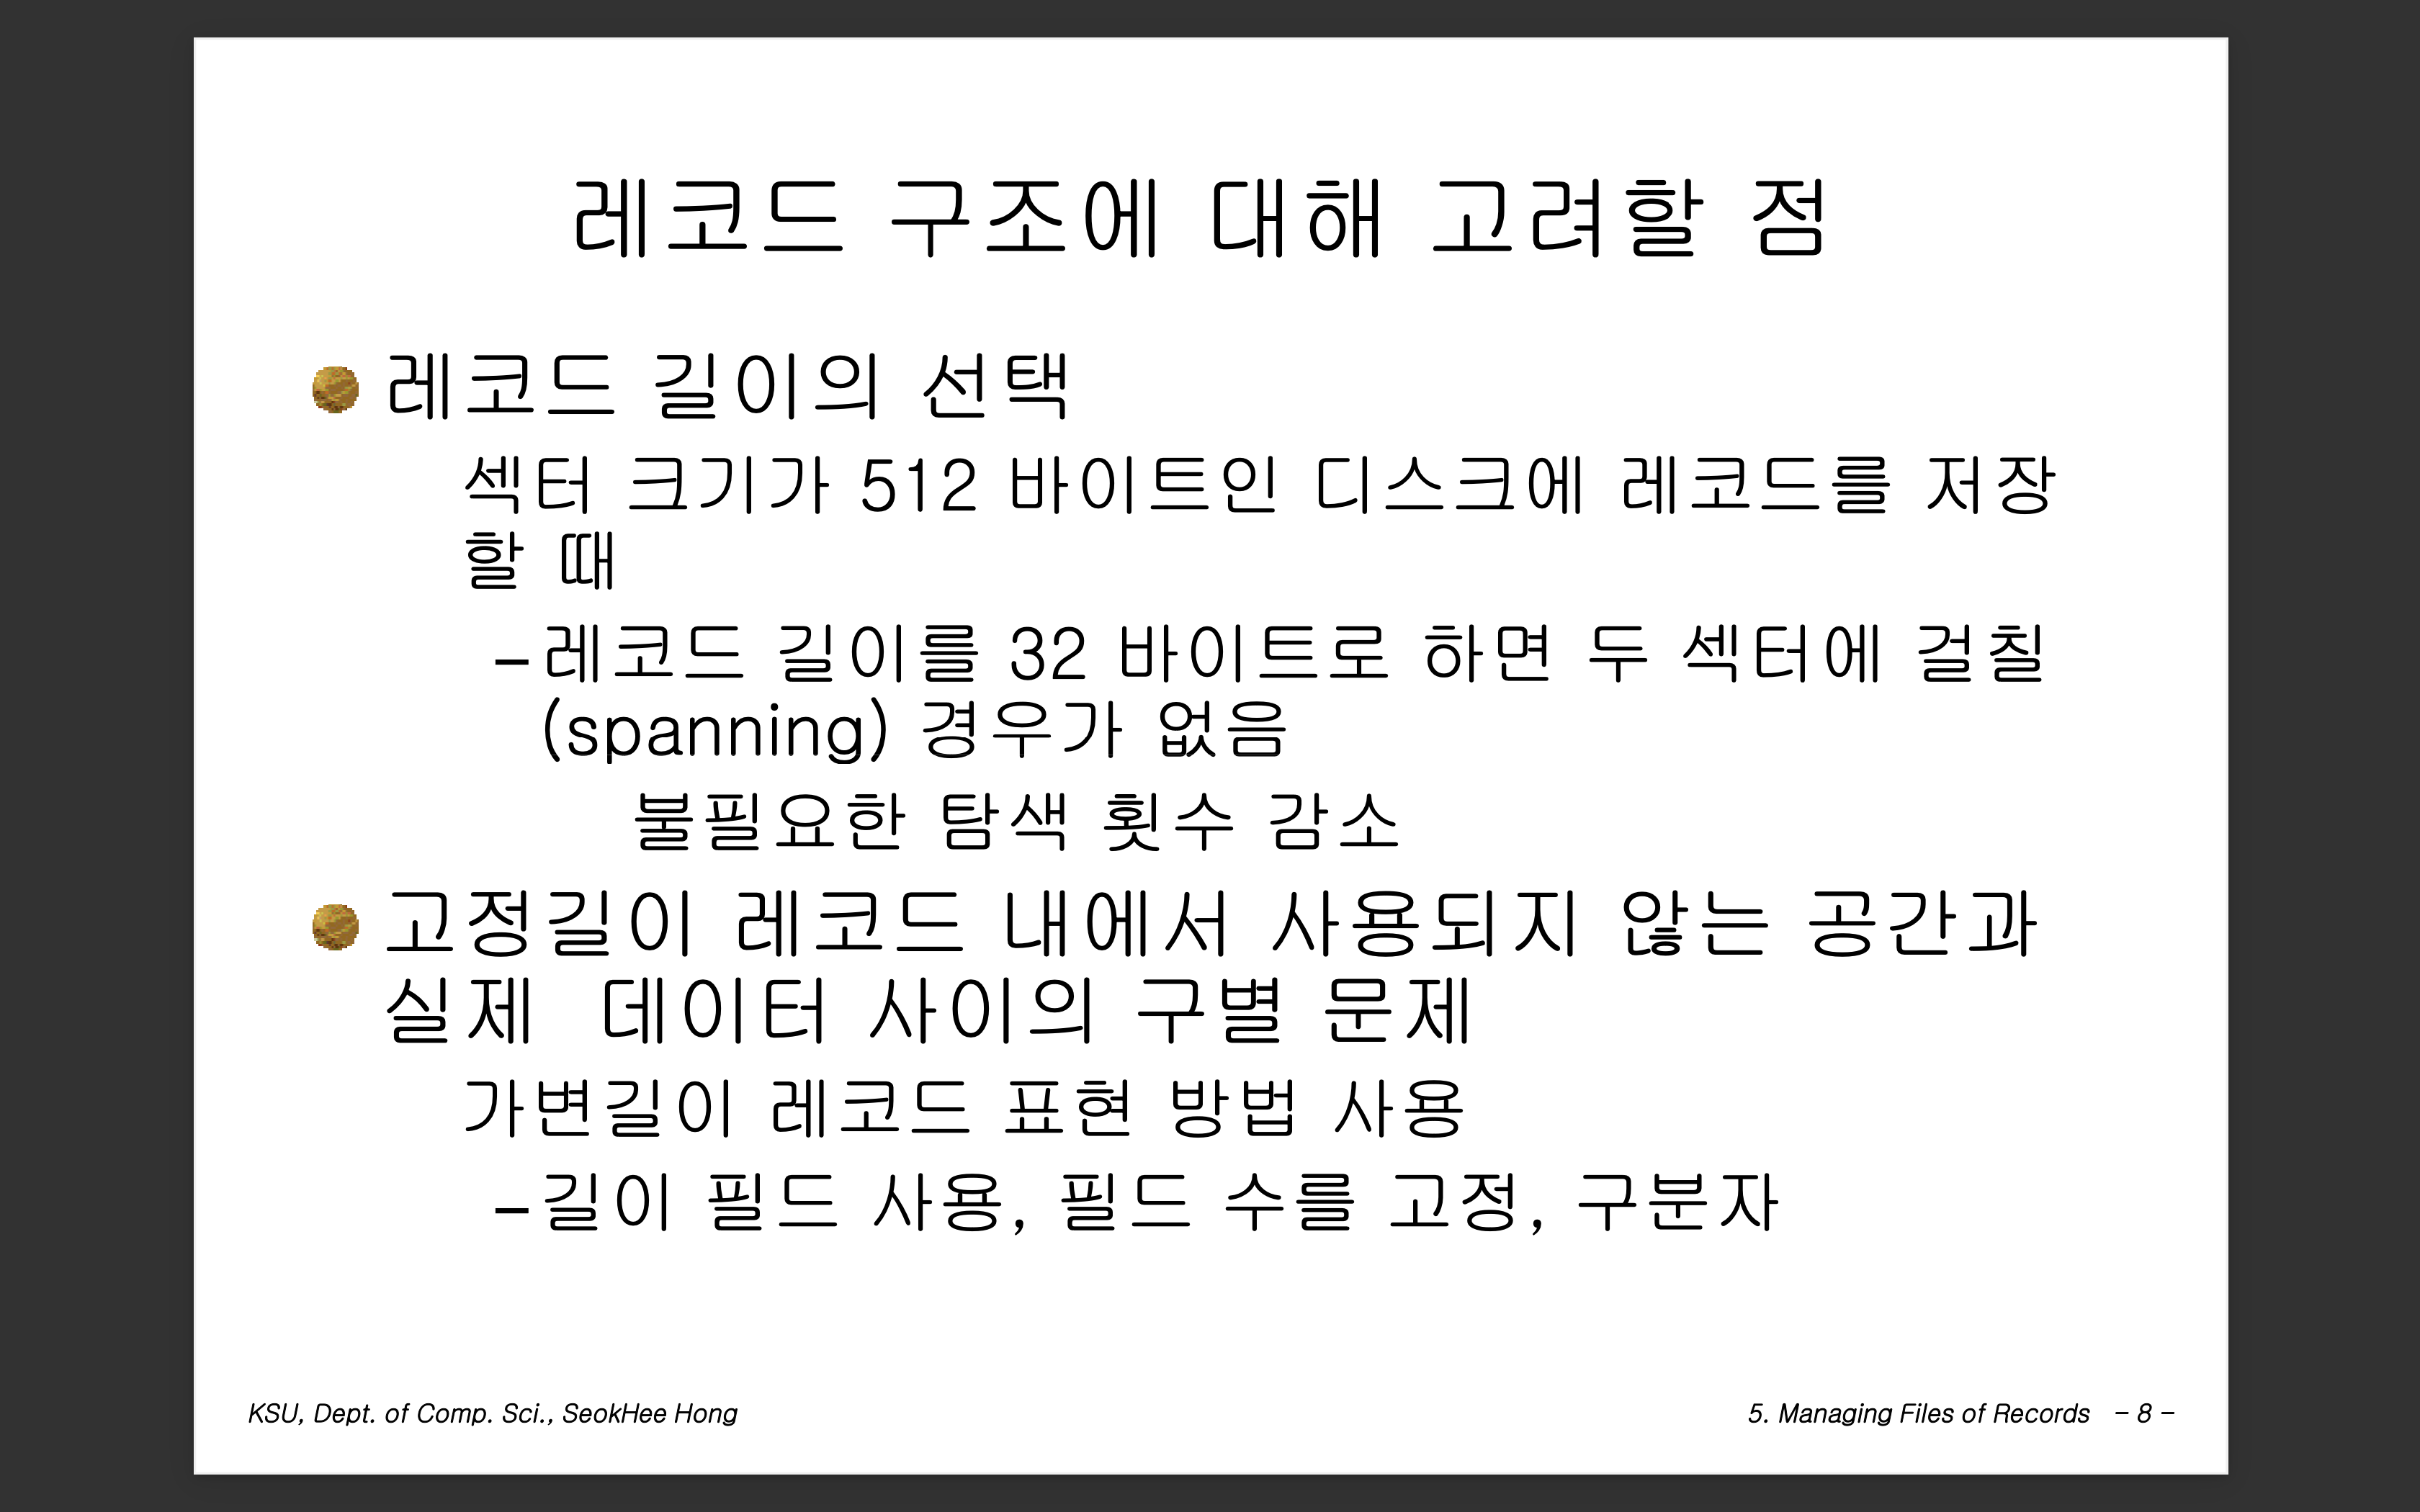 레코드 구조에 대해 고려할 점
레코드 길이의 선택
섹터 크기가 512 바이트인 디스크에 레코드를 저장
할 때
– 레코드 길이를 32 바이트로 하면 두 섹터에 걸칠
(spanning) 경우가 없음
불필요한 탐색 횟수 감소
고정길이 레코드 내에서 사용되지 않는 공간과
실제 데이터 사이의 구별 문제
가변길이 레코드 표현 방법 사용
– 길이 필드 사용, 필드 수를 고정, 구분자
KSU, Dept. of Comp. Sci., SeokHee Hong
5. Managing Files of Records – 8 –